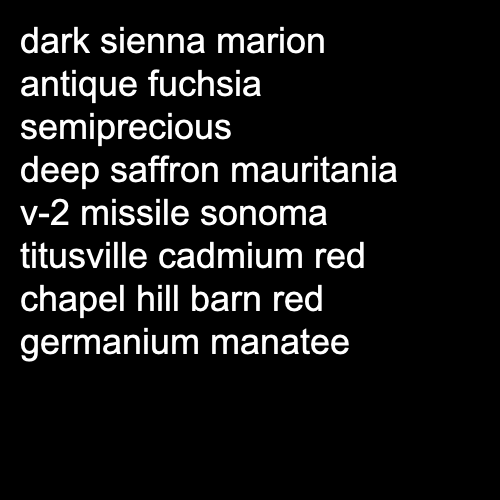 dark sienna marion
antique fuchsia
semiprecious
deep saffron mauritania
v-2 missile sonoma
titusville cadmium red
chapel hill barn red
germanium manatee